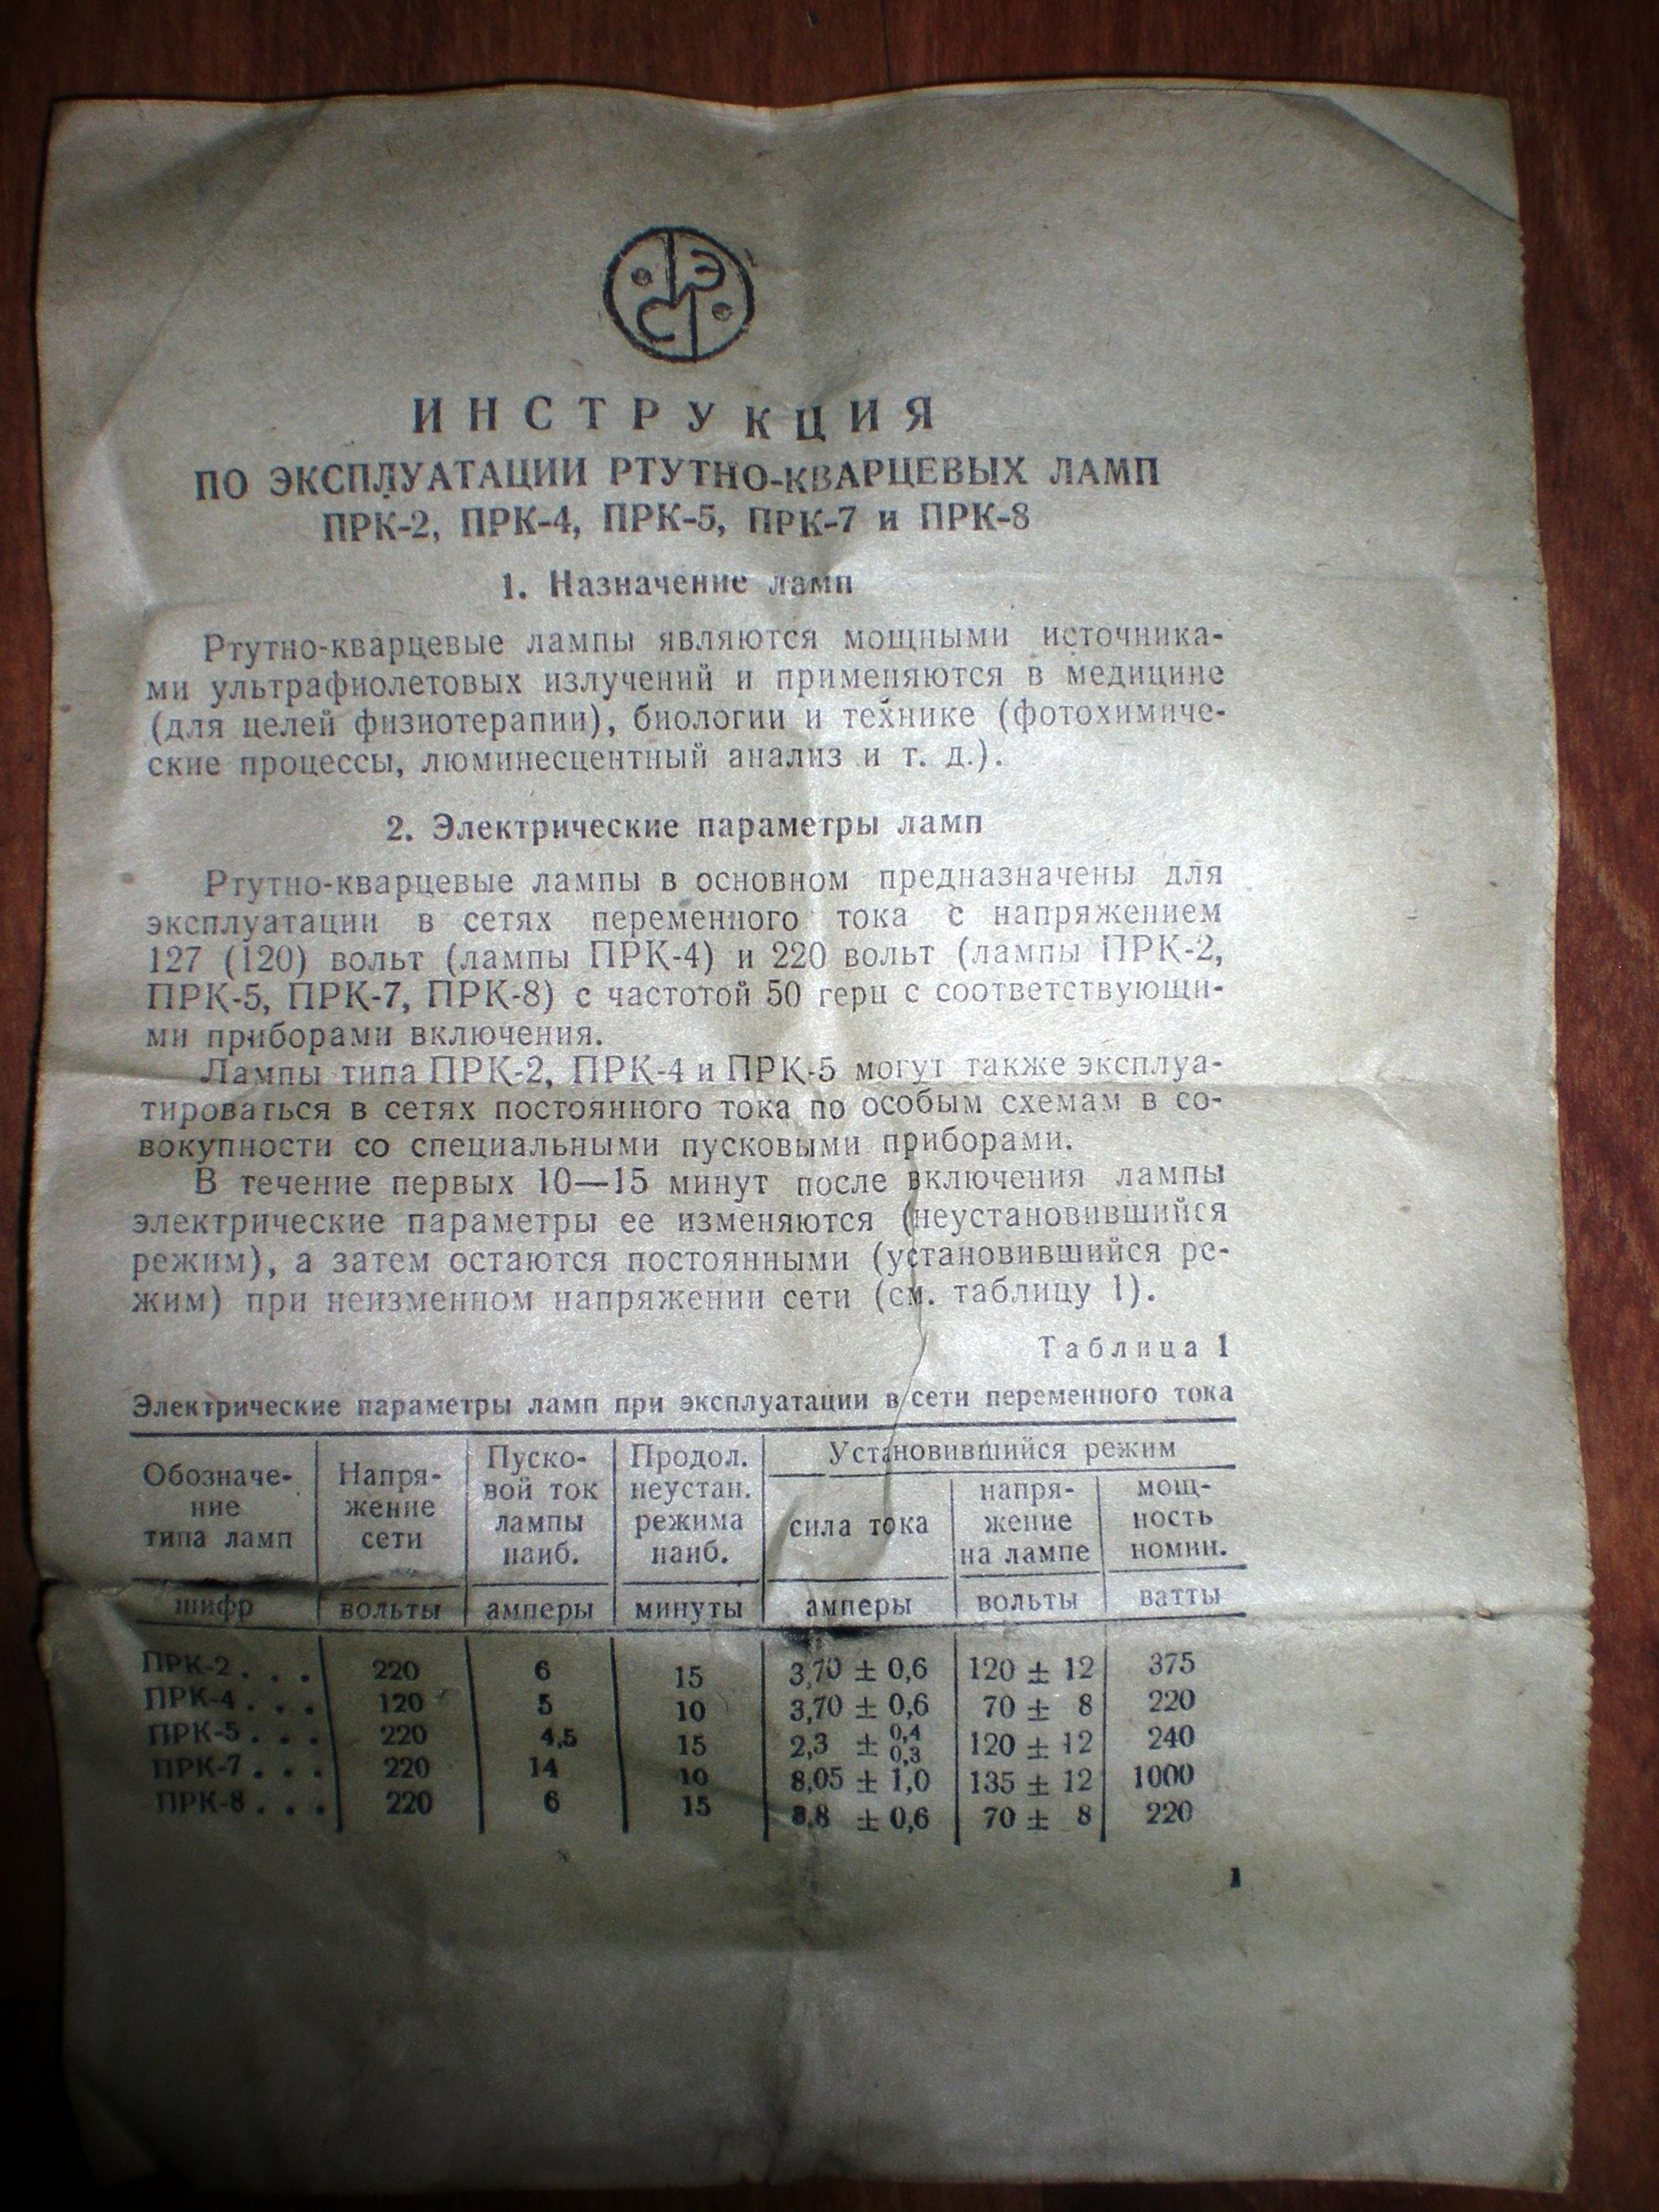 ИНСТРУКЦИЯ
ПО ЭКСПЛУАТАЦИИ РТУТНО-КВАРЦЕВЫХ ЛАМП
ПРК-2, ПРК-4, ПРК-5, ПРК-7 и ПРК-8
1. Назначение ламп
Ртутно-кварцевые лампы являются мощными источника-
ми ультрафиолетовых излучений и применяются в медицине
(для целей физиотерапии), биологии и технике (фотохимиче-
ские процессы, люминесцентный анализ и т. д.).
2. Электрические параметры ламп
Ртутно-кварцевые лампы в основном предназначены для
эксплуатации в сетях переменного тока с напряжением
127 (120) вольт (лампы ПРК-4) и 220 вольт (лампы ПРК-2,
ПРК-5, ПРК-7, ПРК-8) с частотой 50 герц с соответствующи-
ми приборами включения.
Лампы типа ПРК-2, ПРК-4 и ПРК-5 могут также эксплуа-
тироваться в сетях постоянного тока по особым схемам в со-
вокупности со специальными пусковыми приборами.
В течение первых 10—15 минут после включения лампы
электрические параметры ее изменяются (неустановившийся
режим), а затем остаются постоянными (установившийся ре-
жим) при неизменном напряжении сети (см. таблицу 1).
Таблица 1
Электрические параметры ламп при эксплуатации в сети переменного тока
Обозначе-
ние
типа ламп
Напря-
жение
сети
Пуско-
вой ток
лампы
наиб.
Продол.
неустан.
режима
наиб.
Установившийся режим
сила тока
напря-
жение
на лампе
мощ-
ность
номин.
шифр вольты амперы минуты амперы вольты ватты
ПРК-2 . . . 220 6 15 3,70 ± 0,6 120 ± 12 375
ПРК-4 . . . 120 5 10 3,70 ± 0,6 70 ± 8 220
ПРК-5 . . . 220 4,5 15 2,3 ± 0,4 0,3 120 ± 12 240
ПРК-7 . . . 220 14 10 8,05 ± 1,0 135 ± 12 1000
ПРК-8 . . . 220 6 15 ± 0,6 70 ± 8 220
1